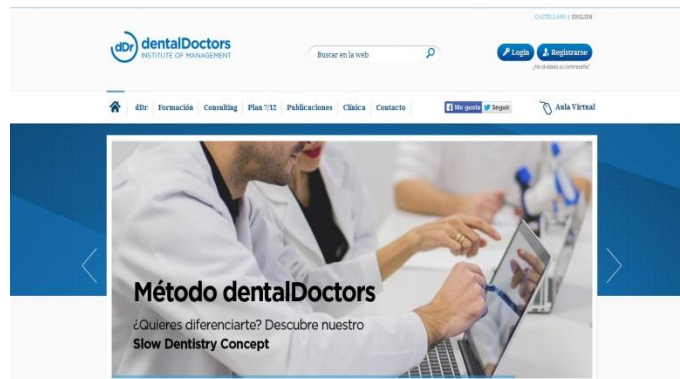 CASTELLANO | ENGLISH
dDr dentalDoctors
INSTITUTE OF MANAGEMENT
Buscar en la web
Login
Registrarse
¿Ha olvidado su contraseña?
dDr Formación Consulting Plan 7/12 Publicaciones Clínica Contacto
Me gusta Seguir
Aula Virtual
Método dentalDoctors
¿Quieres diferenciarte? Descubre nuestro
Slow Dentistry Concept